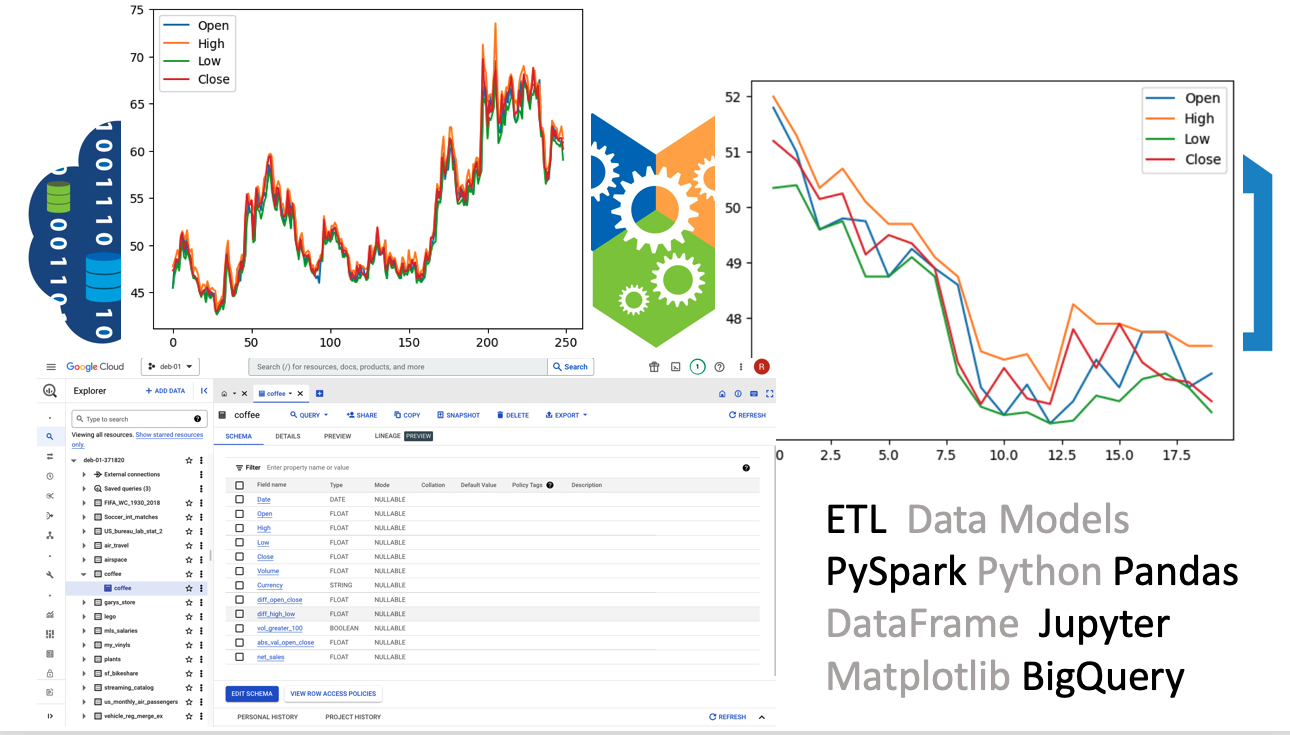 75
70
65
60
55
50
45
0
50
100
150
200
250
Open
High
Low
Close
52
51
50
49
48
0
2.5
5.0
7.5
10.0
12.5
15.0
17.5
Open
High
Low
Close
Google Cloud
deb-01
Search (/) for resources, docs, products, and more
Search
1
R
Explorer
+ ADD DATA
Type to search
Viewing all resources. Show starred resources
only.
deb-01-371820
External connections
Saved queries (3)
FIFA_WC_1930_2018
Soccer_int_matches
US_bureau_lab_stat_2
air_travel
airspace
coffee
coffee
garys_store
lego
mls_salaries
my_vinyls
plants
sf_bikeshare
streaming_catalog
us_monthly_air_passengers
vehicle_reg_merge_ex
coffee
coffee
QUERY
SHARE
COPY
SNAPSHOT
DELETE
EXPORT
REFRESH
SCHEMA DETAILS PREVIEW LINEAGE PREVIEW
Filter Enter property name or value
Field name Type Mode Collation Default Value Policy Tags Description
Date DATE NULLABLE
Open FLOAT NULLABLE
High FLOAT NULLABLE
Low FLOAT NULLABLE
Close FLOAT NULLABLE
Volume FLOAT NULLABLE
Currency STRING NULLABLE
diff_open_close FLOAT NULLABLE
diff_high_low FLOAT NULLABLE
vol_greater_100 BOOLEAN NULLABLE
abs_val_open_close FLOAT NULLABLE
net_sales FLOAT NULLABLE
EDIT SCHEMA VIEW ROW ACCESS POLICIES
PERSONAL HISTORY PROJECT HISTORY REFRESH
ETL Data Models
PySpark Python Pandas
DataFrame Jupyter
Matplotlib BigQuery